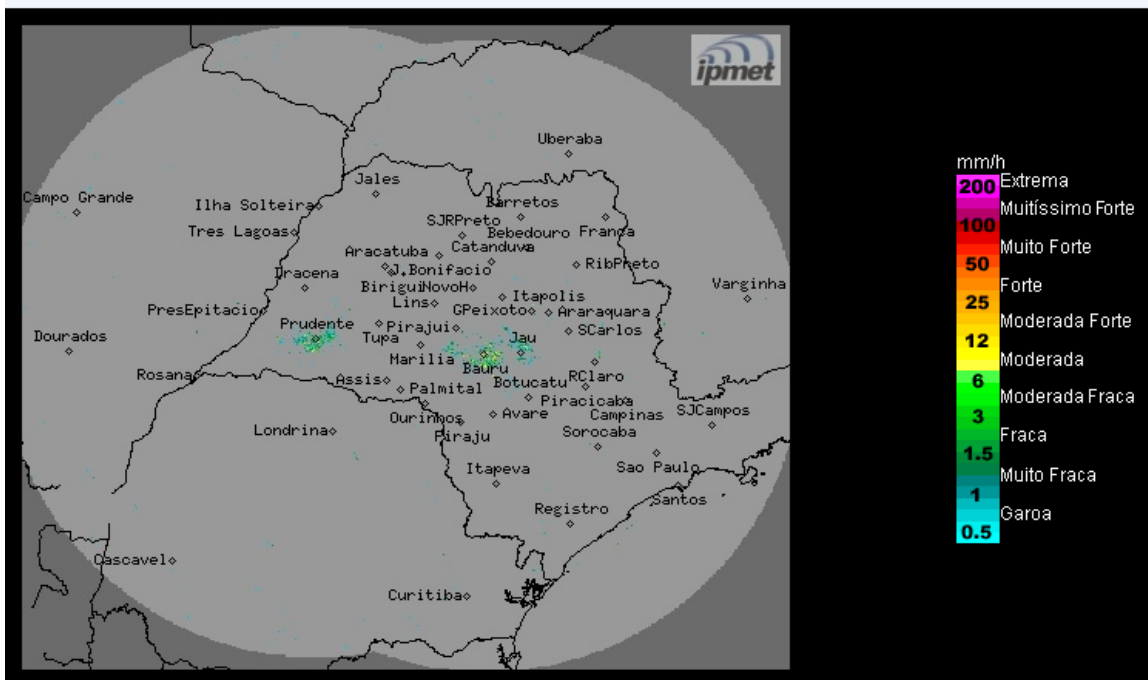 ipmet
Uberaba
Jales
Campo Grande
Ilha Solteira
Barretos
SJRPreto
Tres Lagoas
Bebedouro
Franca
Aracatuba
Catanduva
Dracena
J.Bonifacio
RibPreto
Birigui
NovoH
Varginha
Lins
Itapolis
PresEpitacio
GPeixoto
Araraquara
Prudente
Pirajui
SCarlos
Dourados
Tupa
Jau
Marilia
Bauru
Rosana
Assis
Palmital
Botucatu
RClaro
Piracicaba
Ourinhos
Avare
Campinas
SJCampos
Londrina
Piraju
Sorocaba
Itapeva
Sao Paulo
Santos
Registro
Cascavel
Curitiba
mm/h
200 Extrema
Muitíssimo Forte
100
Muito Forte
50
Forte
25
Moderada Forte
12
Moderada
6
Moderada Fraca
3
Fraca
1.5
Muito Fraca
1
Garoa
0.5